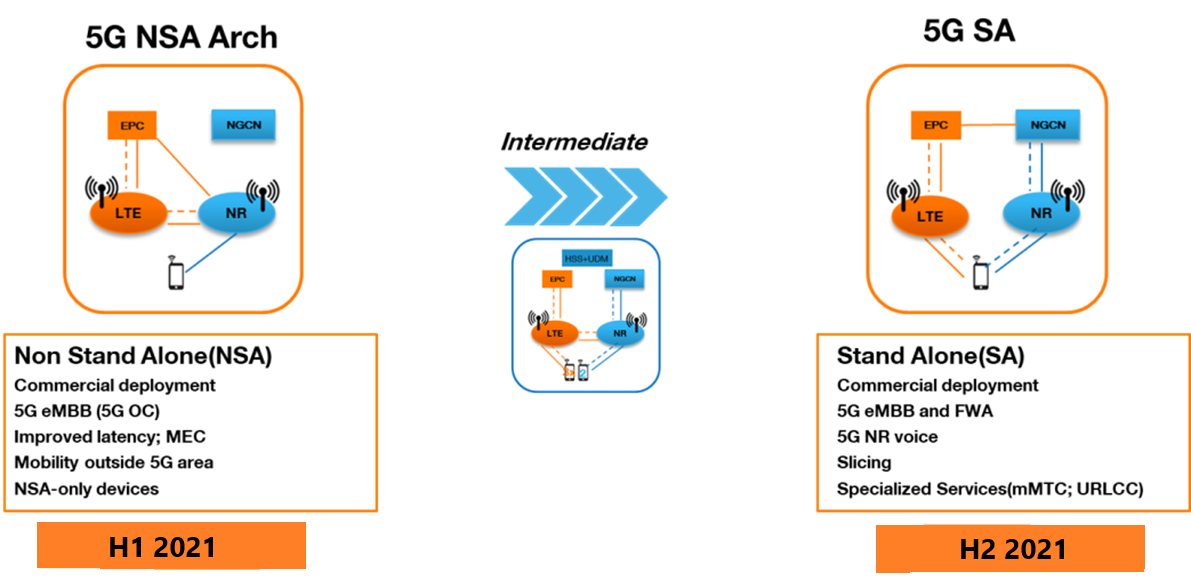 5G NSA Arch
EPC
NGCN
LTE
NR
Non Stand Alone(NSA)
Commercial deployment
5G eMBB (5G OC)
Improved latency; MEC
Mobility outside 5G area
NSA-only devices
H1 2021
Intermediate
HSS+UDM
EPC
NGCN
LTE
NR
5G SA
EPC
NGCN
LTE
NR
Stand Alone(SA)
Commercial deployment
5G eMBB and FWA
5G NR voice
Slicing
Specialized Services(mMTC; URLCC)
H2 2021